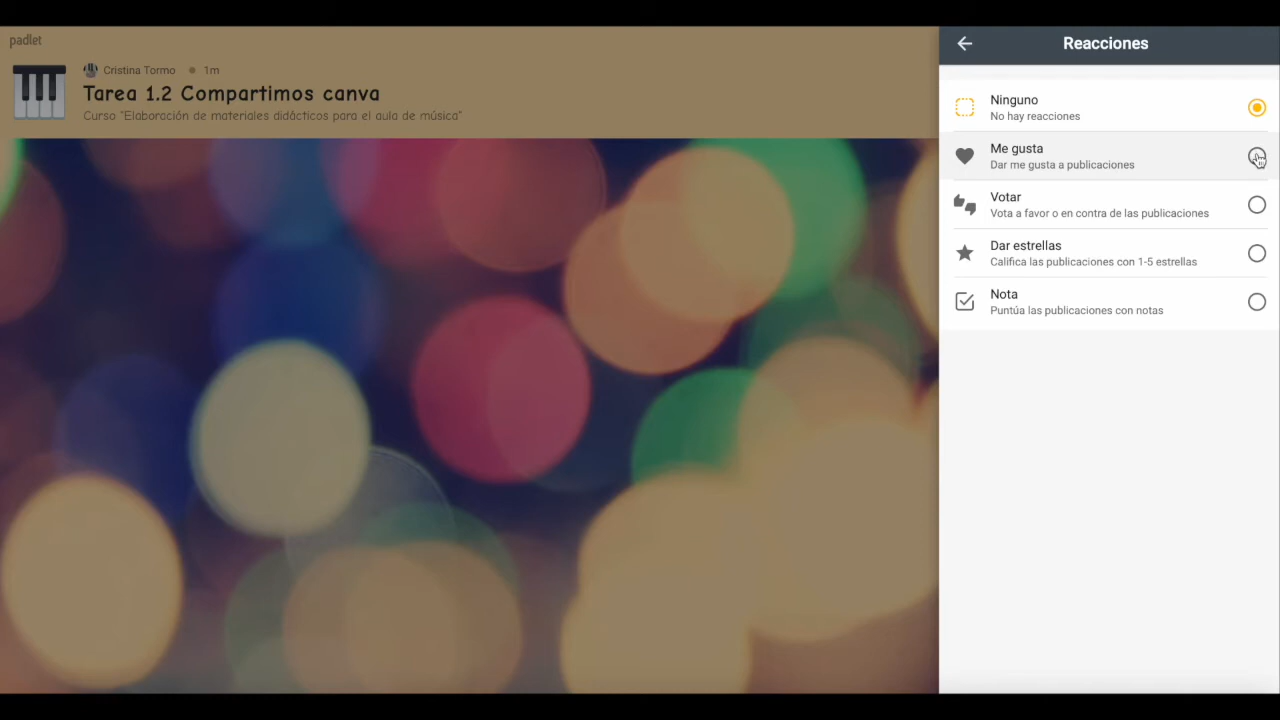 padlet
Cristina Tormo • 1m
Tarea 1.2 Compartimos canva
Curso "Elaboración de materiales didácticos para el aula de música"
Reacciones
Ninguno
No hay reacciones
Me gusta
Dar me gusta a publicaciones
Votar
Vota a favor o en contra de las publicaciones
Dar estrellas
Califica las publicaciones con 1-5 estrellas
Nota
Puntúa las publicaciones con notas